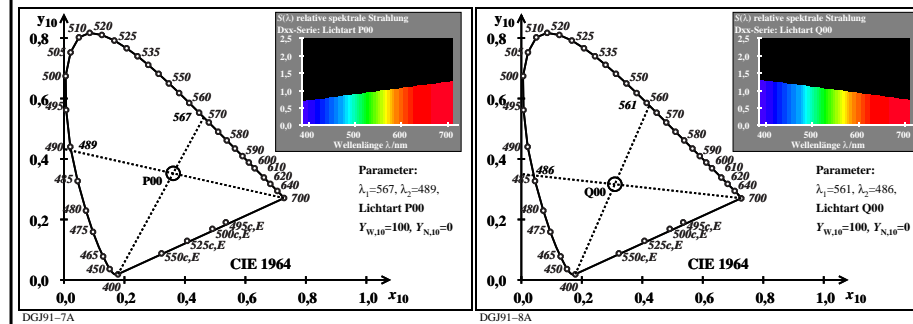 y10
0,8
0,6
0,4
0,2
0,0
0,0 0,2 0,4 0,6 0,8 1,0 x10
510 520
505 525
535
500
550
560
495 567 570
580
490 489 590
600
610
485 620
640
700
480
475
465
450
400
P00
495c,E
500c,E
525c,E
550c,E
CIE 1964
S(λ) relative spektrale Strahlung
Dxx-Serie: Lichtart P00
2,5
2,0
1,5
1,0
0,5
0,0
400 500 600 700
Wellenlänge λ/nm
Parameter:
λ1=567, λ2=489,
Lichtart P00
YW,10=100, YN,10=0
DGJ91-7A
y10
0,8
0,6
0,4
0,2
0,0
0,0 0,2 0,4 0,6 0,8 1,0 x10
510 520
505 525
535
500
550
561 560
495 570
580
490 590
600
610
485 486 620
640
700
480
475
465
450
400
Q00
495c,E
500c,E
525c,E
550c,E
CIE 1964
S(λ) relative spektrale Strahlung
Dxx-Serie: Lichtart Q00
2,5
2,0
1,5
1,0
0,5
0,0
400 500 600 700
Wellenlänge λ/nm
Parameter:
λ1=561, λ2=486,
Lichtart Q00
YW,10=100, YN,10=0
DGJ91-8A